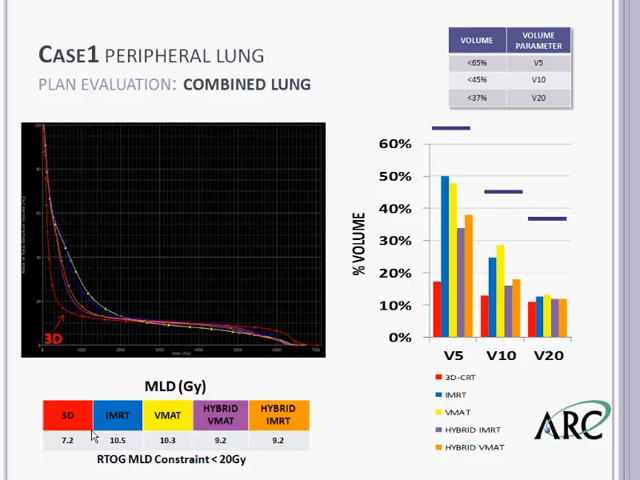 CASE1 PERIPHERAL LUNG
PLAN EVALUATION: COMBINED LUNG
VOLUME VOLUME PARAMETER
<65% V5
<45% V10
<37% V20
3D
% VOLUME
60%
50%
40%
30%
20%
10%
0%
V5 V10 V20
3D-CRT
IMRT
VMAT
HYBRID IMRT
HYBRID VMAT
ARC
MLD (Gy)
3D IMRT VMAT HYBRID VMAT HYBRID IMRT
7.2 10.5 10.3 9.2 9.2
RTOG MLD Constraint < 20Gy